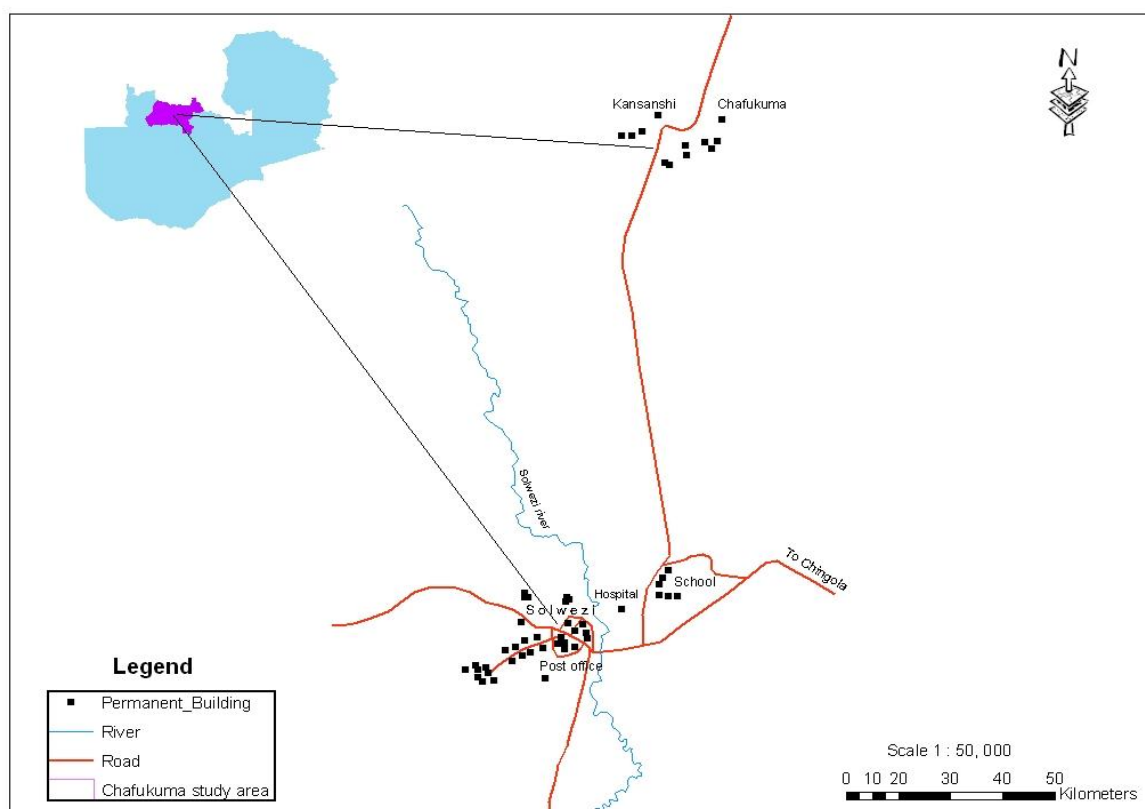 N
Kansanshi
Chafukuma
Solwezi river
To Chingola
School
Hospital
Solwezi
Post office
Legend
Permanent_Building
River
Road
Chafukuma study area
Scale 1 : 50, 000
0 10 20 30 40 50
Kilometers